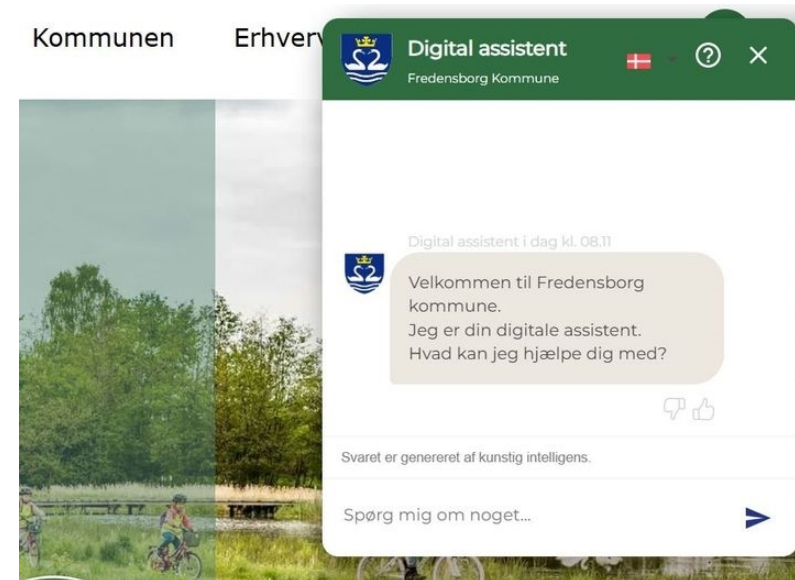 Kommunen
Erhverv
Digital assistent
Fredensborg Kommune
Digital assistent i dag kl. 08.11
Velkommen til Fredensborg
kommune.
Jeg er din digitale assistent.
Hvad kan jeg hjælpe dig med?
Svaret er genereret af kunstig intelligens.
Spørg mig om noget...